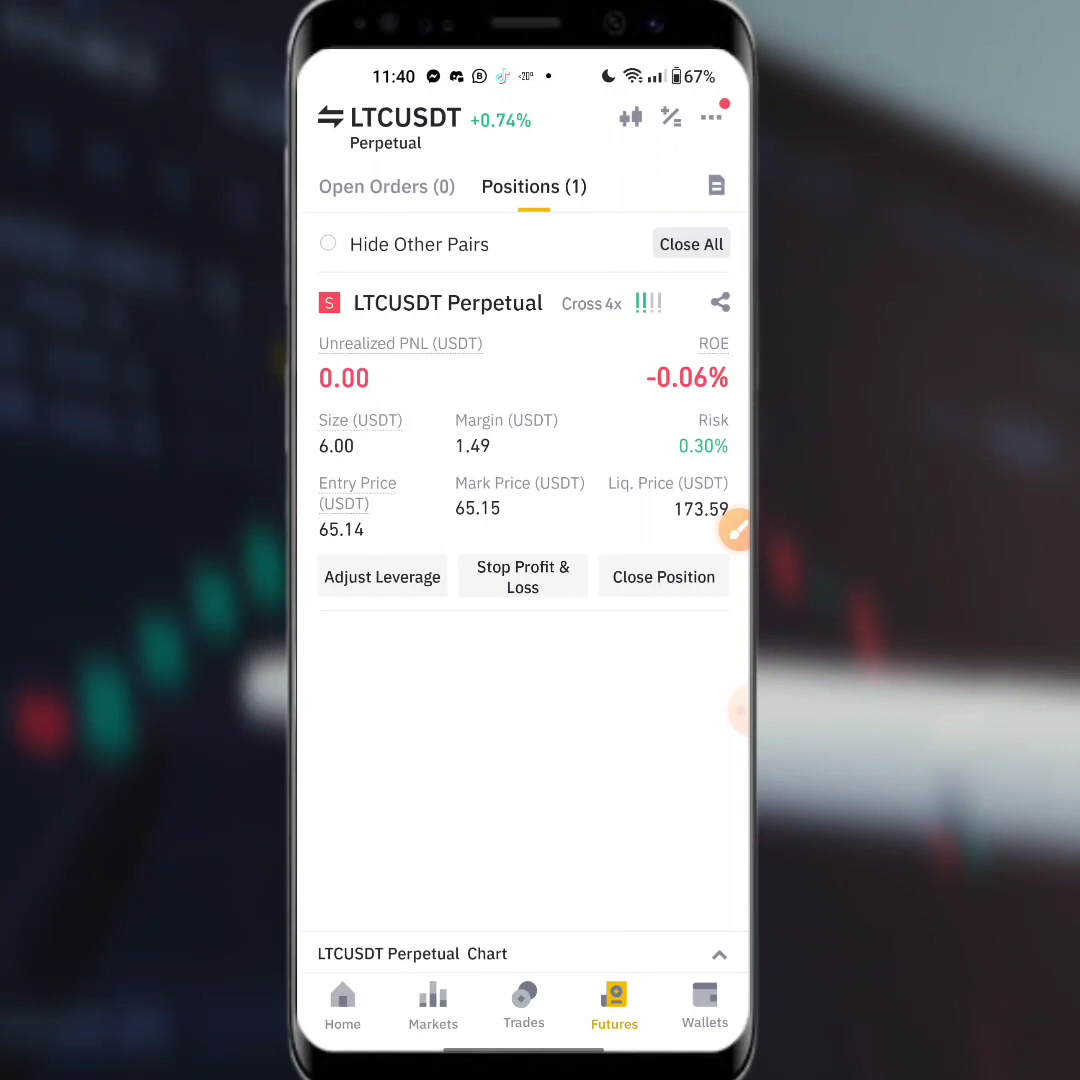 11:40 -20° 67%
LTCUSDT +0.74%
Perpetual
Open Orders (0) Positions (1)
Hide Other Pairs Close All
S LTCUSDT Perpetual Cross 4x
Unrealized PNL (USDT) ROE
0.00 -0.06%
Size (USDT) Margin (USDT) Risk
6.00 1.49 0.30%
Entry Price (USDT) Mark Price (USDT) Liq. Price (USDT)
65.14 65.15 173.59
Adjust Leverage Stop Profit & Loss Close Position
LTCUSDT Perpetual Chart
Home Markets Trades Futures Wallets